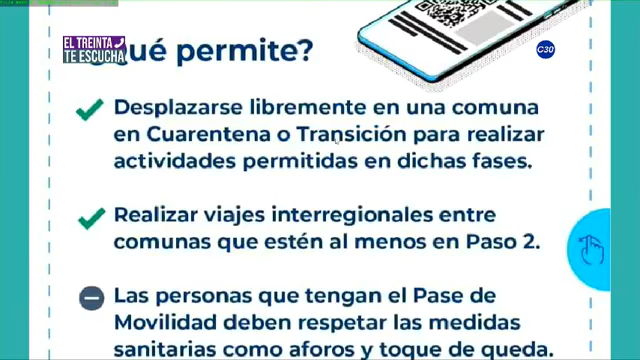 EL TREINTA
TE ESCUCHA
ué permite?
C30
Desplazarse libremente en una comuna
en Cuarentena o Transición para realizar
actividades permitidas en dichas fases.
Realizar viajes interregionales entre
comunas que estén al menos en Paso 2.
Las personas que tengan el Pase de
Movilidad deben respetar las medidas
sanitarias como aforos y toque de queda.